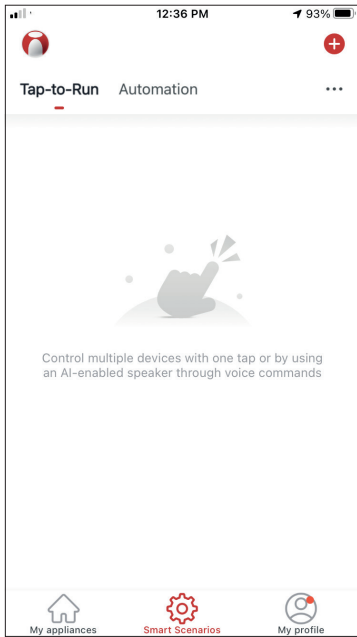 12:36 PM
93%
Tap-to-Run Automation
Control multiple devices with one tap or by using
an AI-enabled speaker through voice commands
My appliances Smart Scenarios My profile